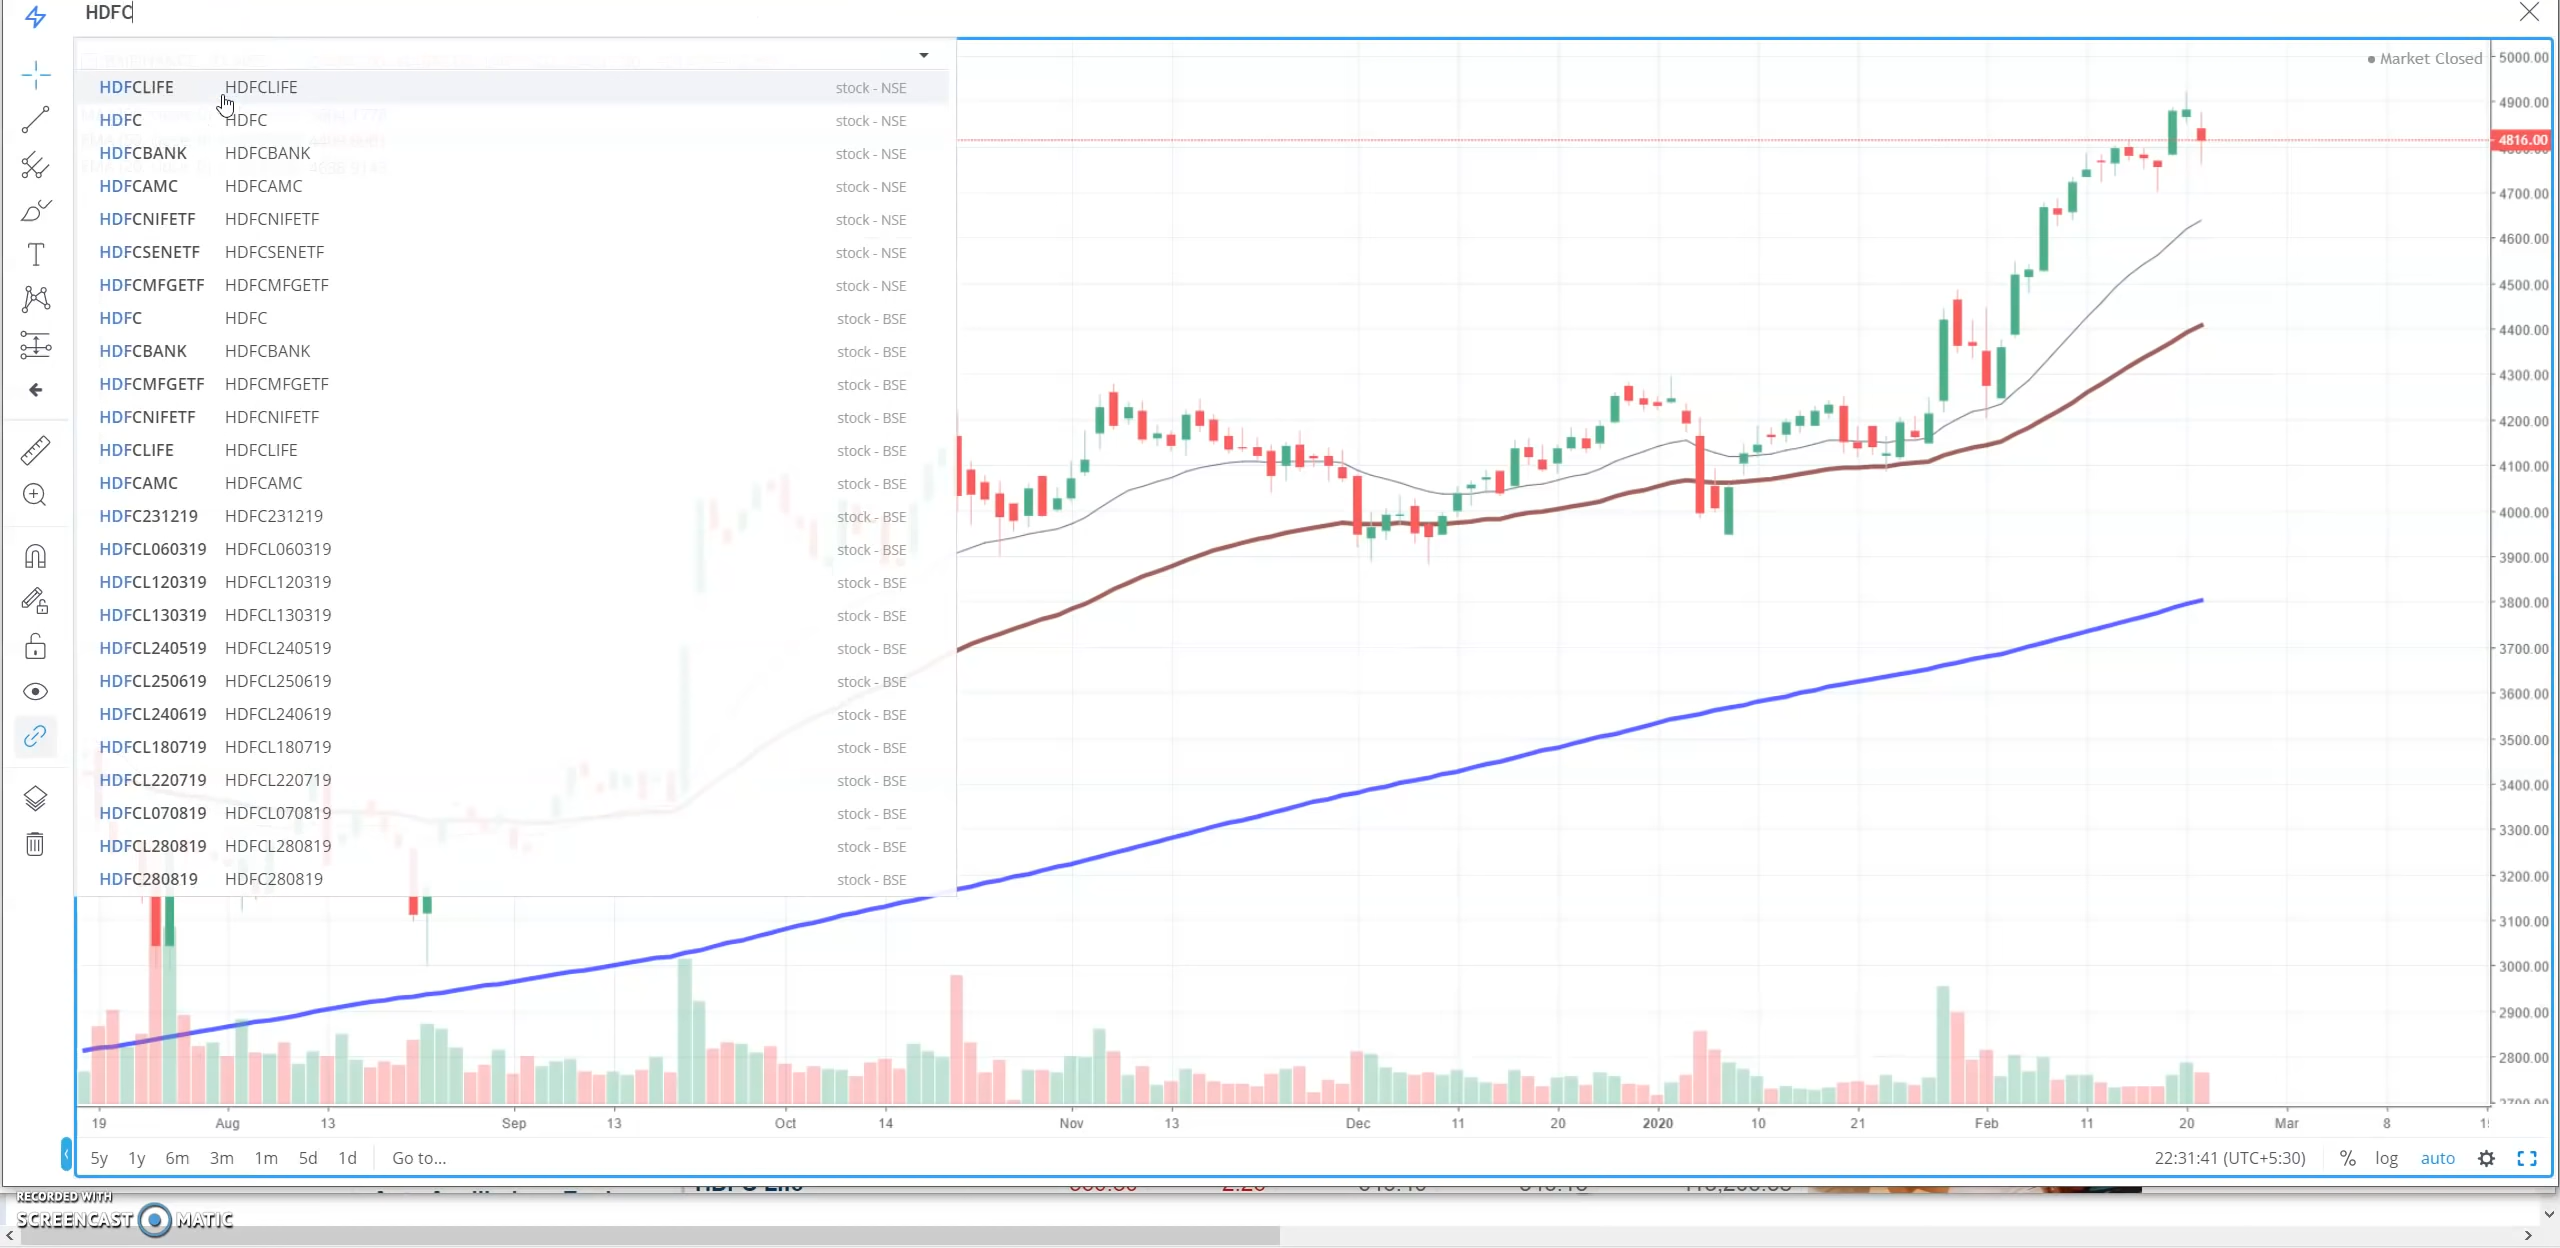 HDFC
Market Closed
HDFCLIFE HDFCLIFE stock - NSE
HDFC HDFC stock - NSE
HDFCBANK HDFCBANK stock - NSE
HDFCAMC HDFCAMC stock - NSE
HDFCNIFETF HDFCNIFETF stock - NSE
HDFCSENETF HDFCSENETF stock - NSE
HDFCMFGETF HDFCMFGETF stock - NSE
HDFC HDFC stock - BSE
HDFCBANK HDFCBANK stock - BSE
HDFCMFGETF HDFCMFGETF stock - BSE
HDFCNIFETF HDFCNIFETF stock - BSE
HDFCLIFE HDFCLIFE stock - BSE
HDFCAMC HDFCAMC stock - BSE
HDFC231219 HDFC231219 stock - BSE
HDFCL060319 HDFCL060319 stock - BSE
HDFCL120319 HDFCL120319 stock - BSE
HDFCL130319 HDFCL130319 stock - BSE
HDFCL240519 HDFCL240519 stock - BSE
HDFCL250619 HDFCL250619 stock - BSE
HDFCL240619 HDFCL240619 stock - BSE
HDFCL180719 HDFCL180719 stock - BSE
HDFCL220719 HDFCL220719 stock - BSE
HDFCL070819 HDFCL070819 stock - BSE
HDFCL280819 HDFCL280819 stock - BSE
HDFC280819 HDFC280819 stock - BSE
5000.00
4900.00
4816.00
4700.00
4600.00
4500.00
4400.00
4300.00
4200.00
4100.00
4000.00
3900.00
3800.00
3700.00
3600.00
3500.00
3400.00
3300.00
3200.00
3100.00
3000.00
2900.00
2800.00
2700.00
19 Aug 13 Sep 13 Oct 14 Nov 13 Dec 11 20 2020 10 21 Feb 11 20 Mar 8
5y 1y 6m 3m 1m 5d 1d Go to... 22:31:41 (UTC+5:30) % log auto
RECORDED WITH
SCREENCAST MATIC